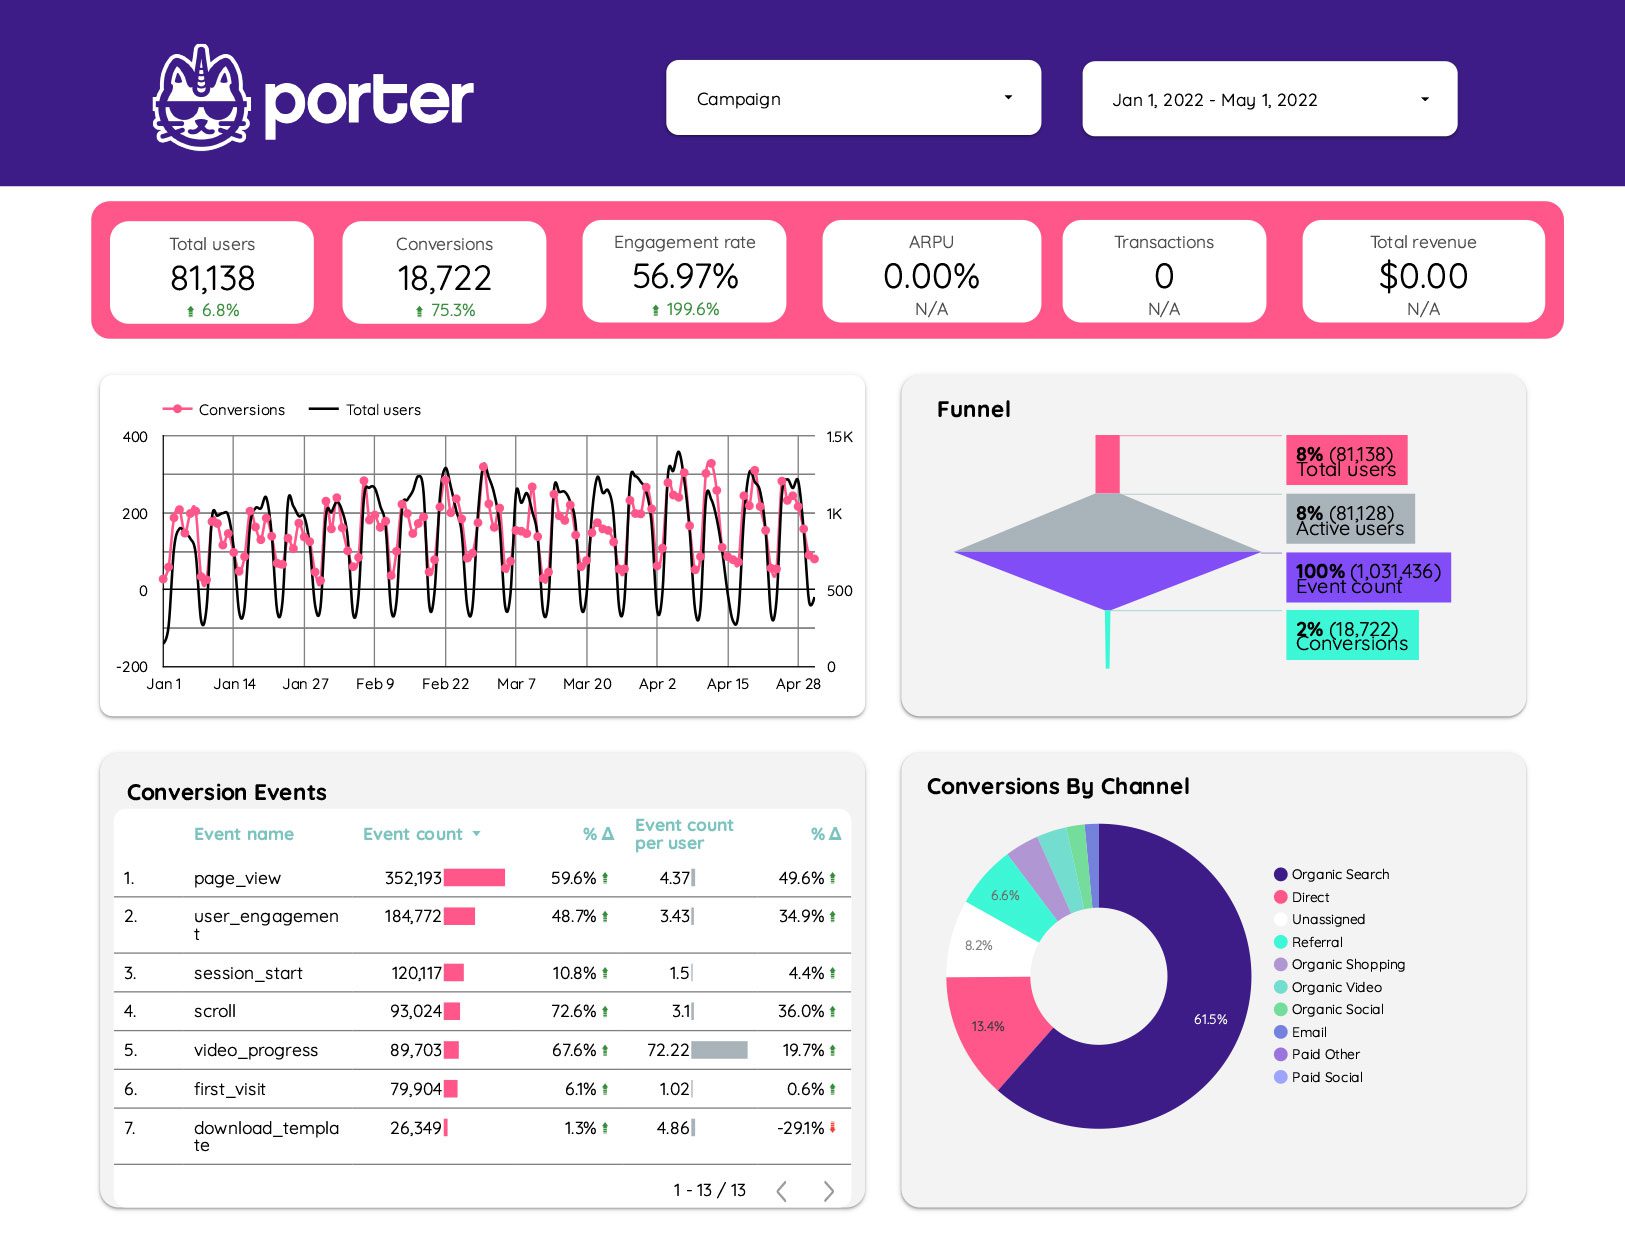 porter
Campaign
Jan 1, 2022 - May 1, 2022
Total users
81,138
6.8%
Conversions
18,722
75.3%
Engagement rate
56.97%
199.6%
ARPU
0.00%
N/A
Transactions
0
N/A
Total revenue
$0.00
N/A
Conversions Total users
400 1.5K
200 1K
0 500
-200 0
Jan 1 Jan 14 Jan 27 Feb 9 Feb 22 Mar 7 Mar 20 Apr 2 Apr 15 Apr 28
Funnel
8% (81,138)
Total users
8% (81,128)
Active users
100% (1,031,436)
Event count
2% (18,722)
Conversions
Conversion Events
Event name Event count % Δ Event count per user % Δ
1. page_view 352,193 59.6% 4.37 49.6%
2. user_engagemen 184,772 48.7% 3.43 34.9%
t
3. session_start 120,117 10.8% 1.5 4.4%
4. scroll 93,024 72.6% 3.1 36.0%
5. video_progress 89,703 67.6% 72.22 19.7%
6. first_visit 79,904 6.1% 1.02 0.6%
7. download_templa 26,349 1.3% 4.86 -29.1%
te
1 - 13 / 13
Conversions By Channel
6.6%
8.2%
13.4%
61.5%
Organic Search
Direct
Unassigned
Referral
Organic Shopping
Organic Video
Organic Social
Email
Paid Other
Paid Social